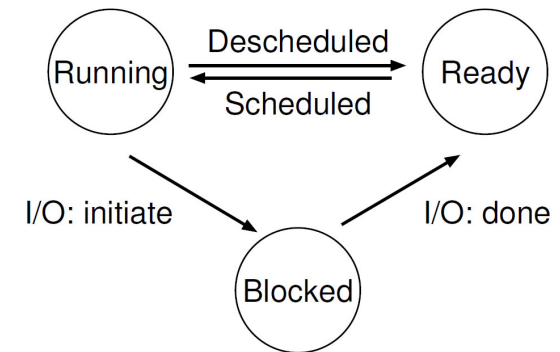 Descheduled
Running
Ready
Scheduled
I/O: initiate
I/O: done
Blocked